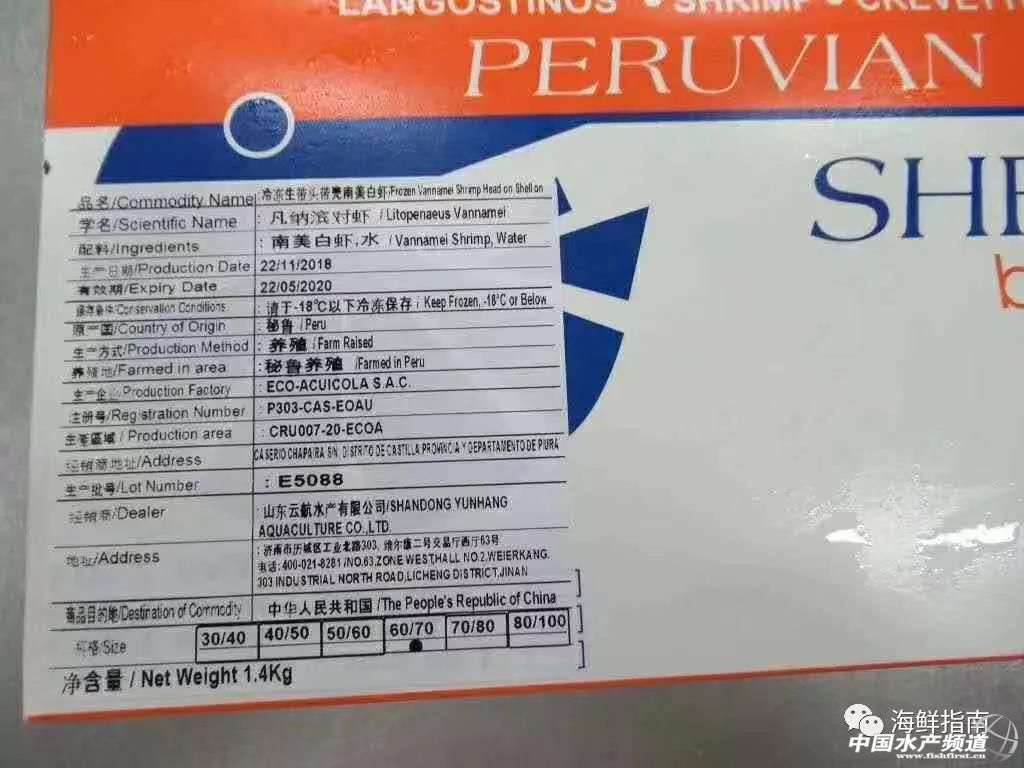 LANGOSTINOS • SHRIMP • CREVETT
PERUVIAN
SH
b
品名/Commodity Name 冷冻生带头带壳南美白虾/Frozen Vannamei Shrimp Head on Shell on
学名/Scientific Name : 凡纳滨对虾 / Litopenaeus Vannamei
配料/Ingredients : 南美白虾,水 / Vannamei Shrimp, Water
生产日期/Production Date 22/11/2018
有效期/Expiry Date 22/05/2020
保存条件/Conservation Conditions : 请于-18℃以下冷冻保存 / Keep Frozen, -18℃ Or Below
原产国/Country of Origin : 秘鲁 / Peru
生产方式/Production Method : 养殖 / Farm Raised
养殖地/Farmed in area : 秘鲁养殖 /Farmed in Peru
生产企业/Production Factory : ECO-ACUICOLA S.A.C.
注册号/Registration Number : P303-CAS-EOAU
生產區域 / Production area : CRU007-20-ECOA
经销商地址/Address CASERIO CHAPAIRA S/N. DISTRITO DE CASTILLA PROVINCIA Y DEPARTAMENTO DE PIURA
生产批号/Lot Number : E5088
经销商/Dealer : 山东云航水产有限公司/SHANDONG YUNHANG
AQUACULTURE CO.,LTD.
地址/Address : 济南市历城区工业北路303, 维尔康二号交易厅西厅63号
电话:400-021-8281 /NO.63,ZONE WESTHALL NO.2,WEIERKANG.
303 INDUSTRIAL NORTH ROAD,LICHENG DISTRICT,JINAN
商品目的地/Destination of Commodity : 中华人民共和国 /The People's Republic of China
规格/Size 30/40 40/50 50/60 60/70 70/80 80/100
净含量 / Net Weight 1.4Kg
海鲜指南
中国水产频道
www.fishfirst.cn